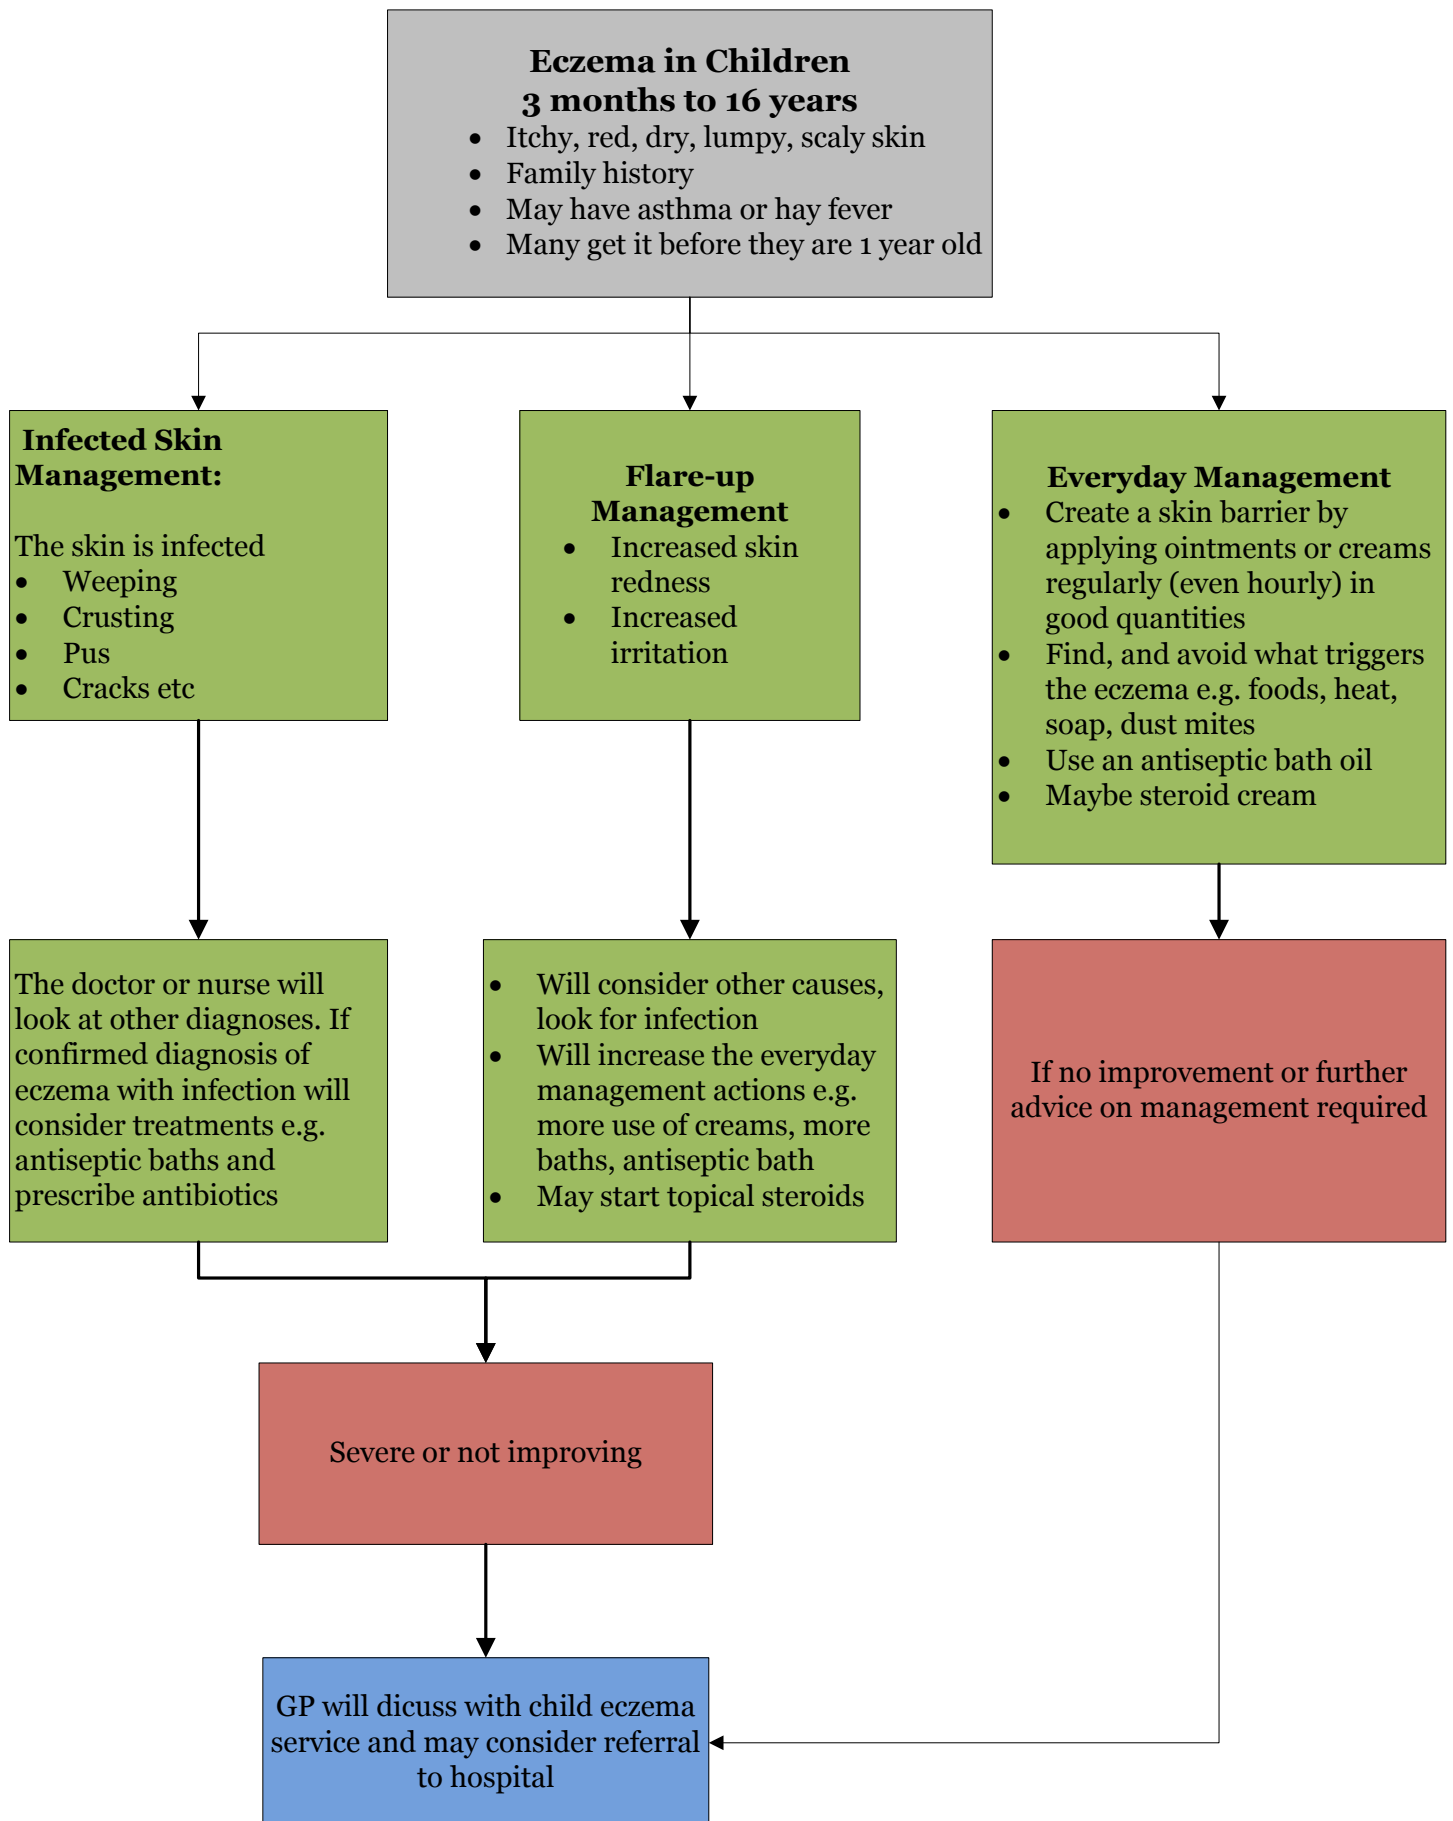 Eczema in Children
3 months to 16 years
• Itchy, red, dry, lumpy, scaly skin
• Family history
• May have asthma or hay fever
• Many get it before they are 1 year old
Infected Skin
Management:
The skin is infected
• Weeping
• Crusting
• Pus
• Cracks etc
Flare-up
Management
• Increased skin
redness
• Increased
irritation
Everyday Management
• Create a skin barrier by
applying ointments or creams
regularly (even hourly) in
good quantities
• Find, and avoid what triggers
the eczema e.g. foods, heat,
soap, dust mites
• Use an antiseptic bath oil
• Maybe steroid cream
The doctor or nurse will
look at other diagnoses. If
confirmed diagnosis of
eczema with infection will
consider treatments e.g.
antiseptic baths and
prescribe antibiotics
• Will consider other causes,
look for infection
• Will increase the everyday
management actions e.g.
more use of creams, more
baths, antiseptic bath
• May start topical steroids
If no improvement or further
advice on management required
Severe or not improving
GP will dicuss with child eczema
service and may consider referral
to hospital